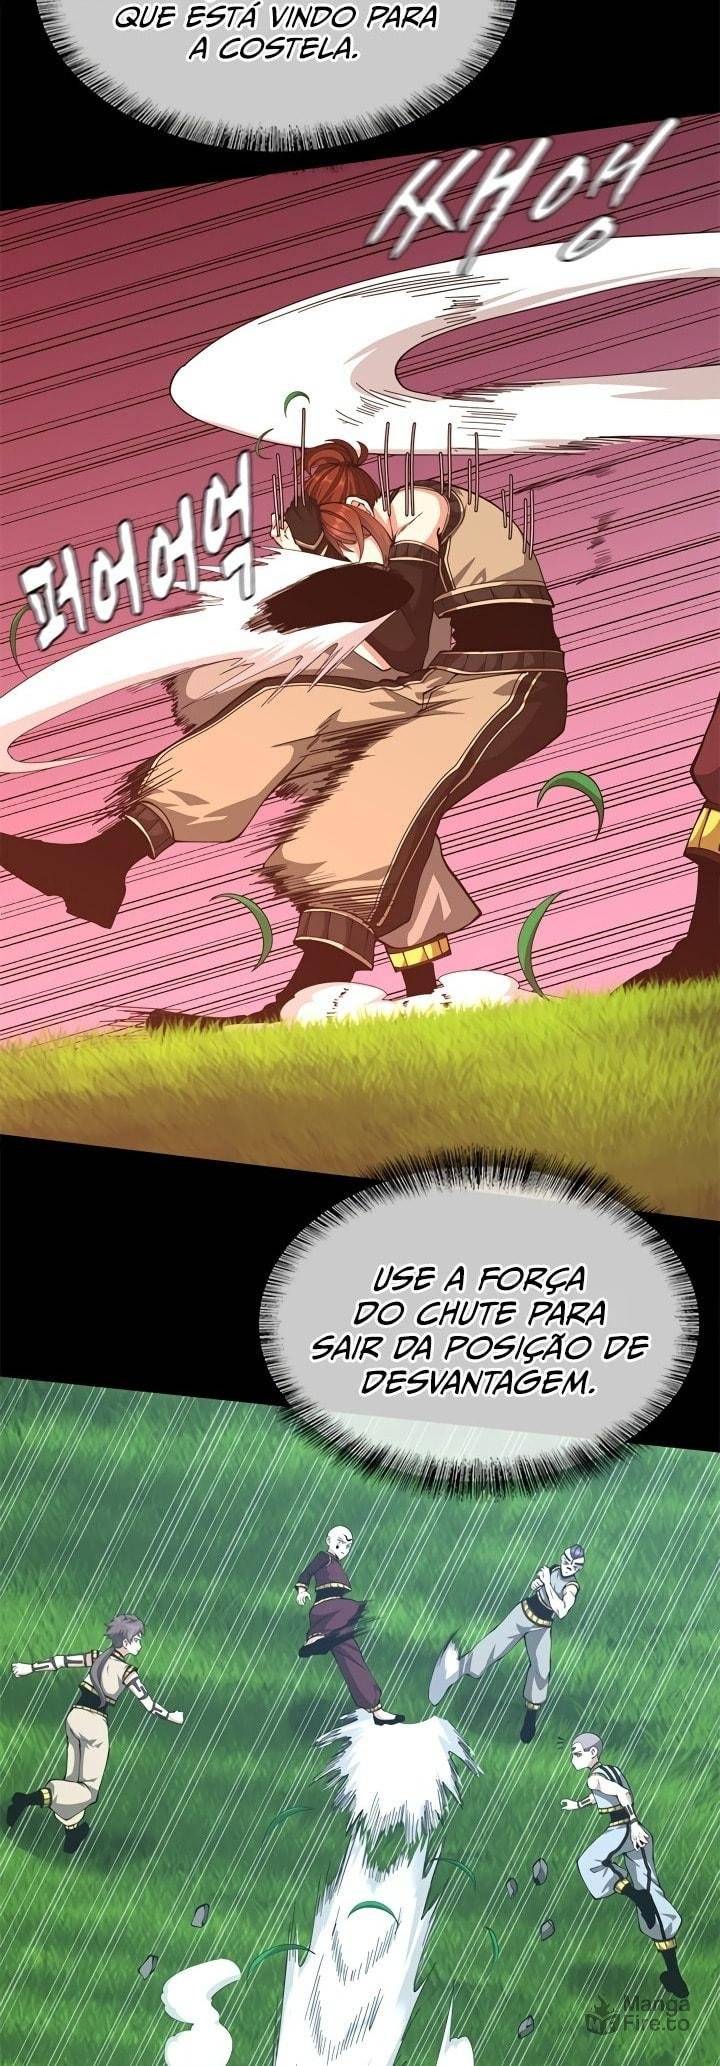 QUE ESTÁ VINDO PARA
A COSTELA.
쌔앵
퍼어어억
USE A FORÇA
DO CHUTE PARA
SAIR DA POSIÇÃO DE
DESVANTAGEM.
Manga
Fire.to